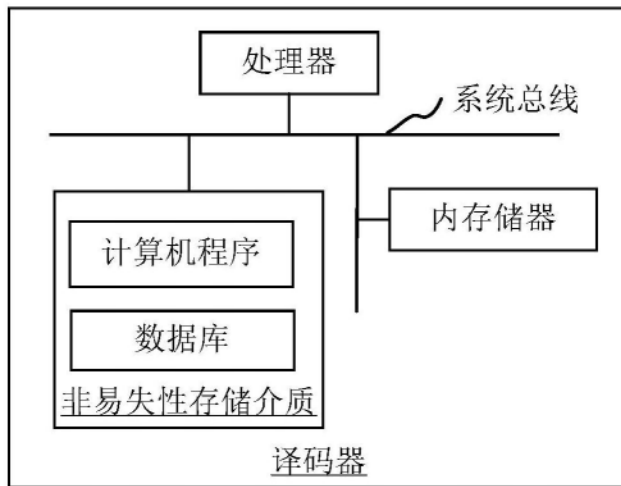 处理器
系统总线
内存储器
计算机程序
数据库
非易失性存储介质
译码器